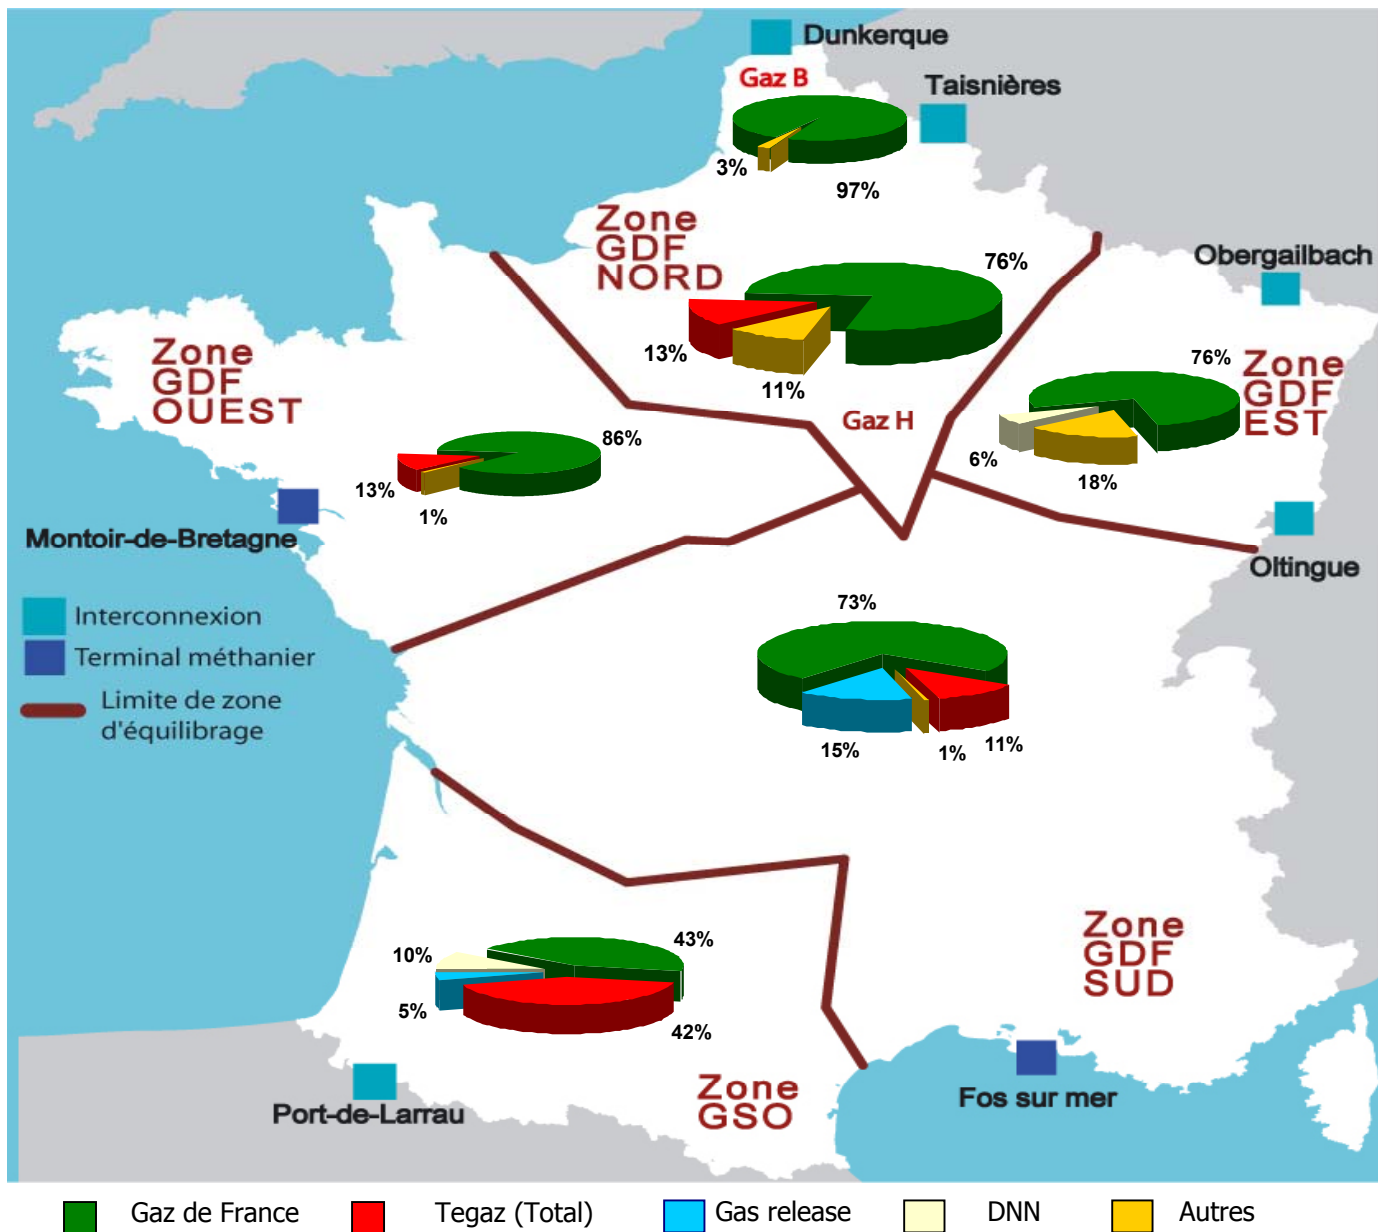 Dunkerque
Gaz B
Taisnières
3%
97%
Zone
GDF
NORD
76%
Obergailbach
13%
11%
Gaz H
Zone
GDF
OUEST
76%
Zone
GDF
EST
6%
18%
86%
13%
1%
Montoir-de-Bretagne
Oltingue
Interconnexion
Terminal méthanier
Limite de zone
d'équilibrage
73%
15%
1%
11%
43%
10%
5%
42%
Zone
GDF
SUD
Port-de-Larrau
Zone
GSO
Fos sur mer
Gaz de France
Tegaz (Total)
Gas release
DNN
Autres